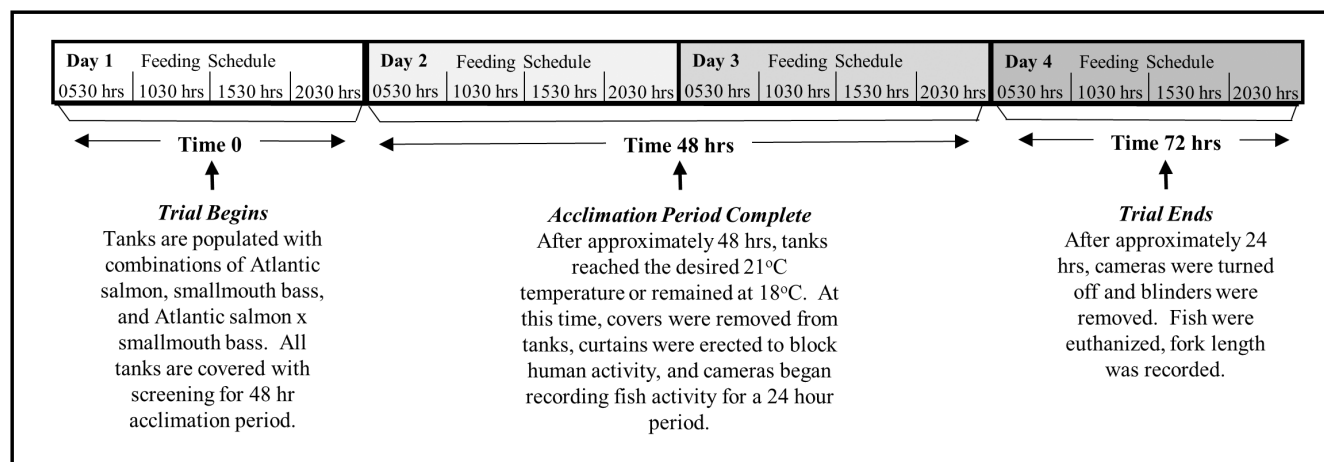 Day 1 Feeding Schedule
0530 hrs 1030 hrs 1530 hrs 2030 hrs
Day 2 Feeding Schedule
0530 hrs 1030 hrs 1530 hrs 2030 hrs
Day 3 Feeding Schedule
0530 hrs 1030 hrs 1530 hrs 2030 hrs
Day 4 Feeding Schedule
0530 hrs 1030 hrs 1530 hrs 2030 hrs
Time 0
Trial Begins
Tanks are populated with
combinations of Atlantic
salmon, smallmouth bass,
and Atlantic salmon x
smallmouth bass. All
tanks are covered with
screening for 48 hr
acclimation period.
Time 48 hrs
Acclimation Period Complete
After approximately 48 hrs, tanks
reached the desired 21°C
temperature or remained at 18°C. At
this time, covers were removed from
tanks, curtains were erected to block
human activity, and cameras began
recording fish activity for a 24 hour
period.
Time 72 hrs
Trial Ends
After approximately 24
hrs, cameras were turned
off and blinders were
removed. Fish were
euthanized, fork length
was recorded.